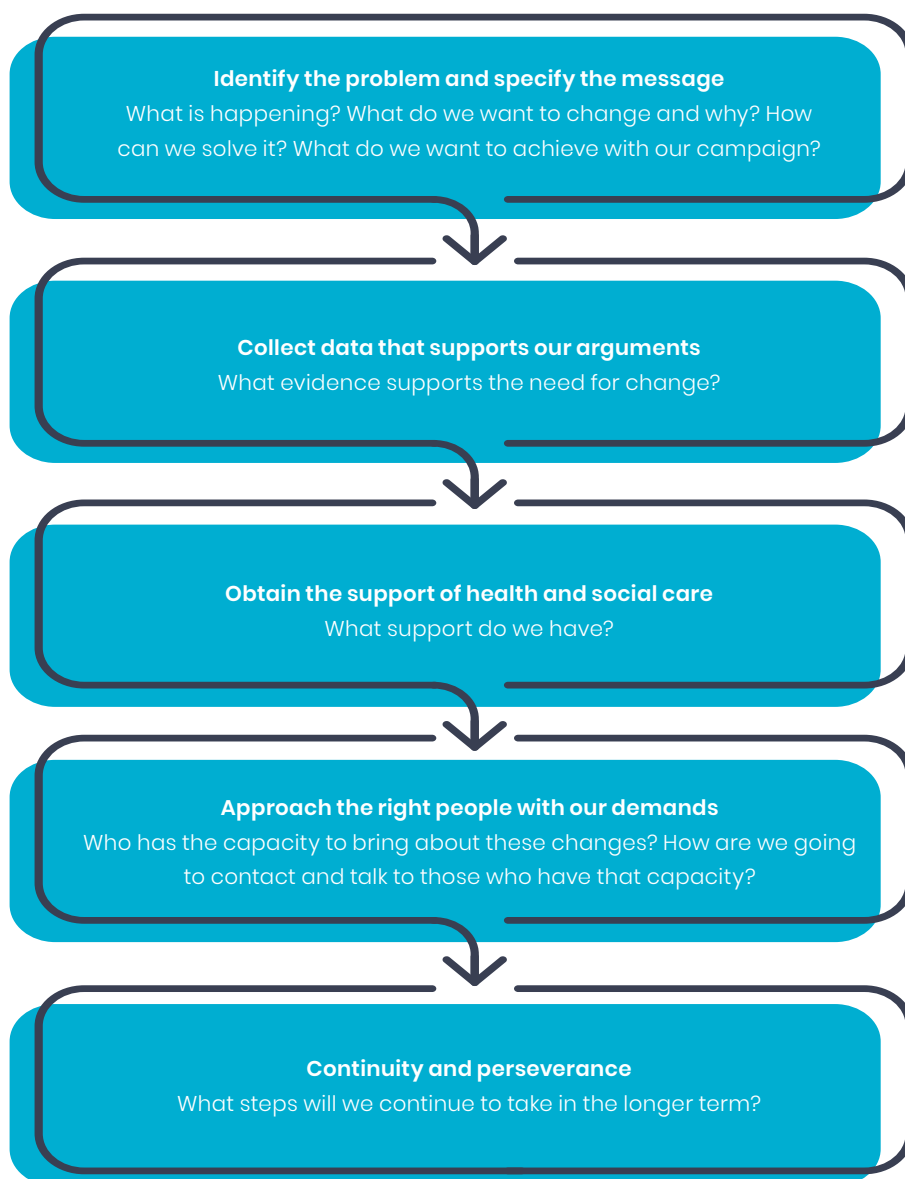 Identify the problem and specify the message
What is happening? What do we want to change and why? How
can we solve it? What do we want to achieve with our campaign?
Collect data that supports our arguments
What evidence supports the need for change?
Obtain the support of health and social care
What support do we have?
Approach the right people with our demands
Who has the capacity to bring about these changes? How are we going
to contact and talk to those who have that capacity?
Continuity and perseverance
What steps will we continue to take in the longer term?